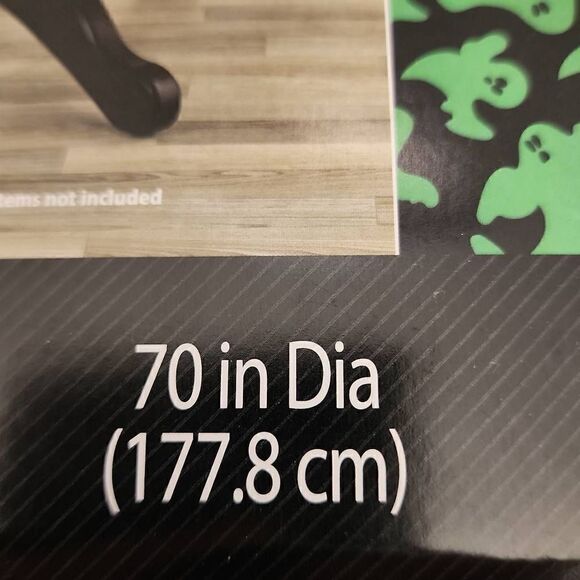 tems not included
70 in Dia
(177.8 cm)